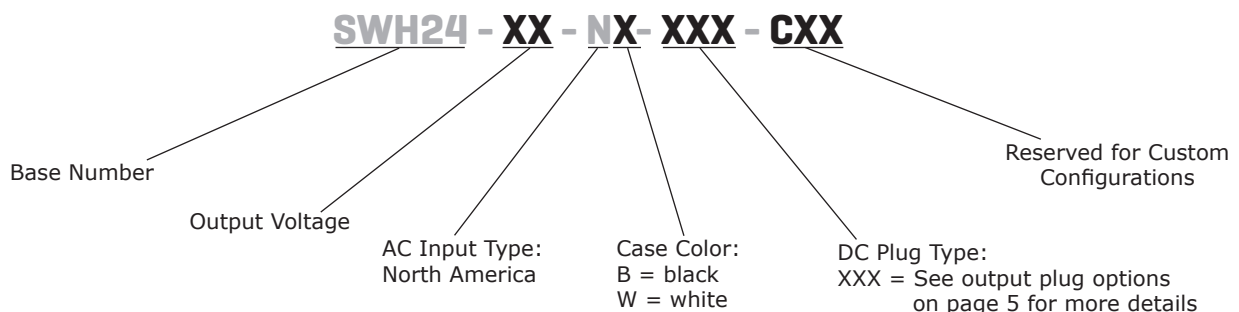 SWH24 - XX - NX- XXX - CXX
Base Number
Output Voltage
AC Input Type:
North America
Case Color:
B = black
W = white
DC Plug Type:
XXX = See output plug options
on page 5 for more details
Reserved for Custom
Configurations